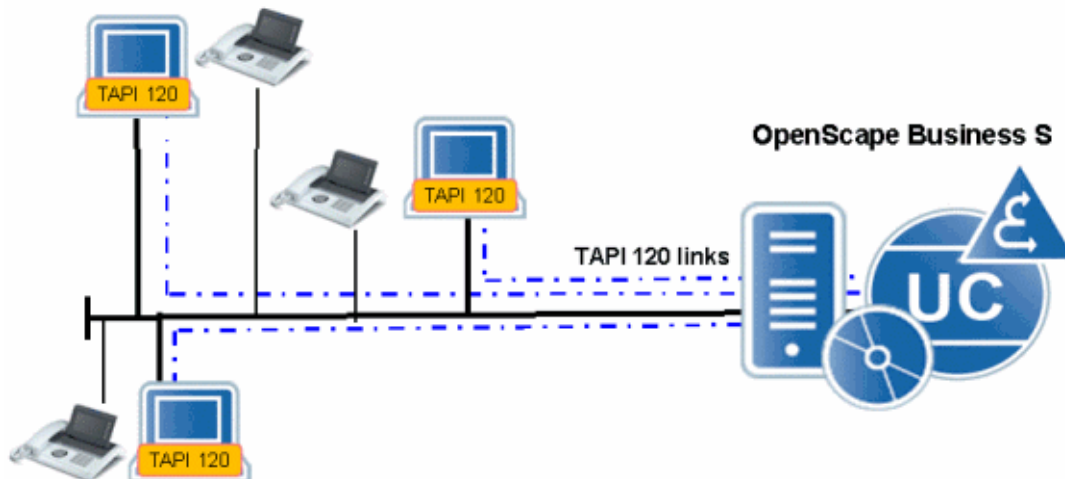 TAPI 120
OpenScape Business S
TAPI 120
TAPI 120 links
UC
TAPI 120